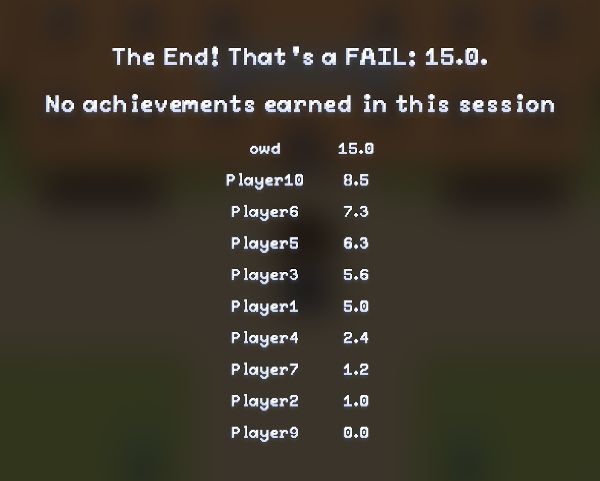 The End! That's a FAIL: 15.0.
No achievements earned in this session
owd 15.0
Player10 8.5
Player6 7.3
Player5 6.3
Player3 5.6
Player1 5.0
Player4 2.4
Player7 1.2
Player2 1.0
Player9 0.0